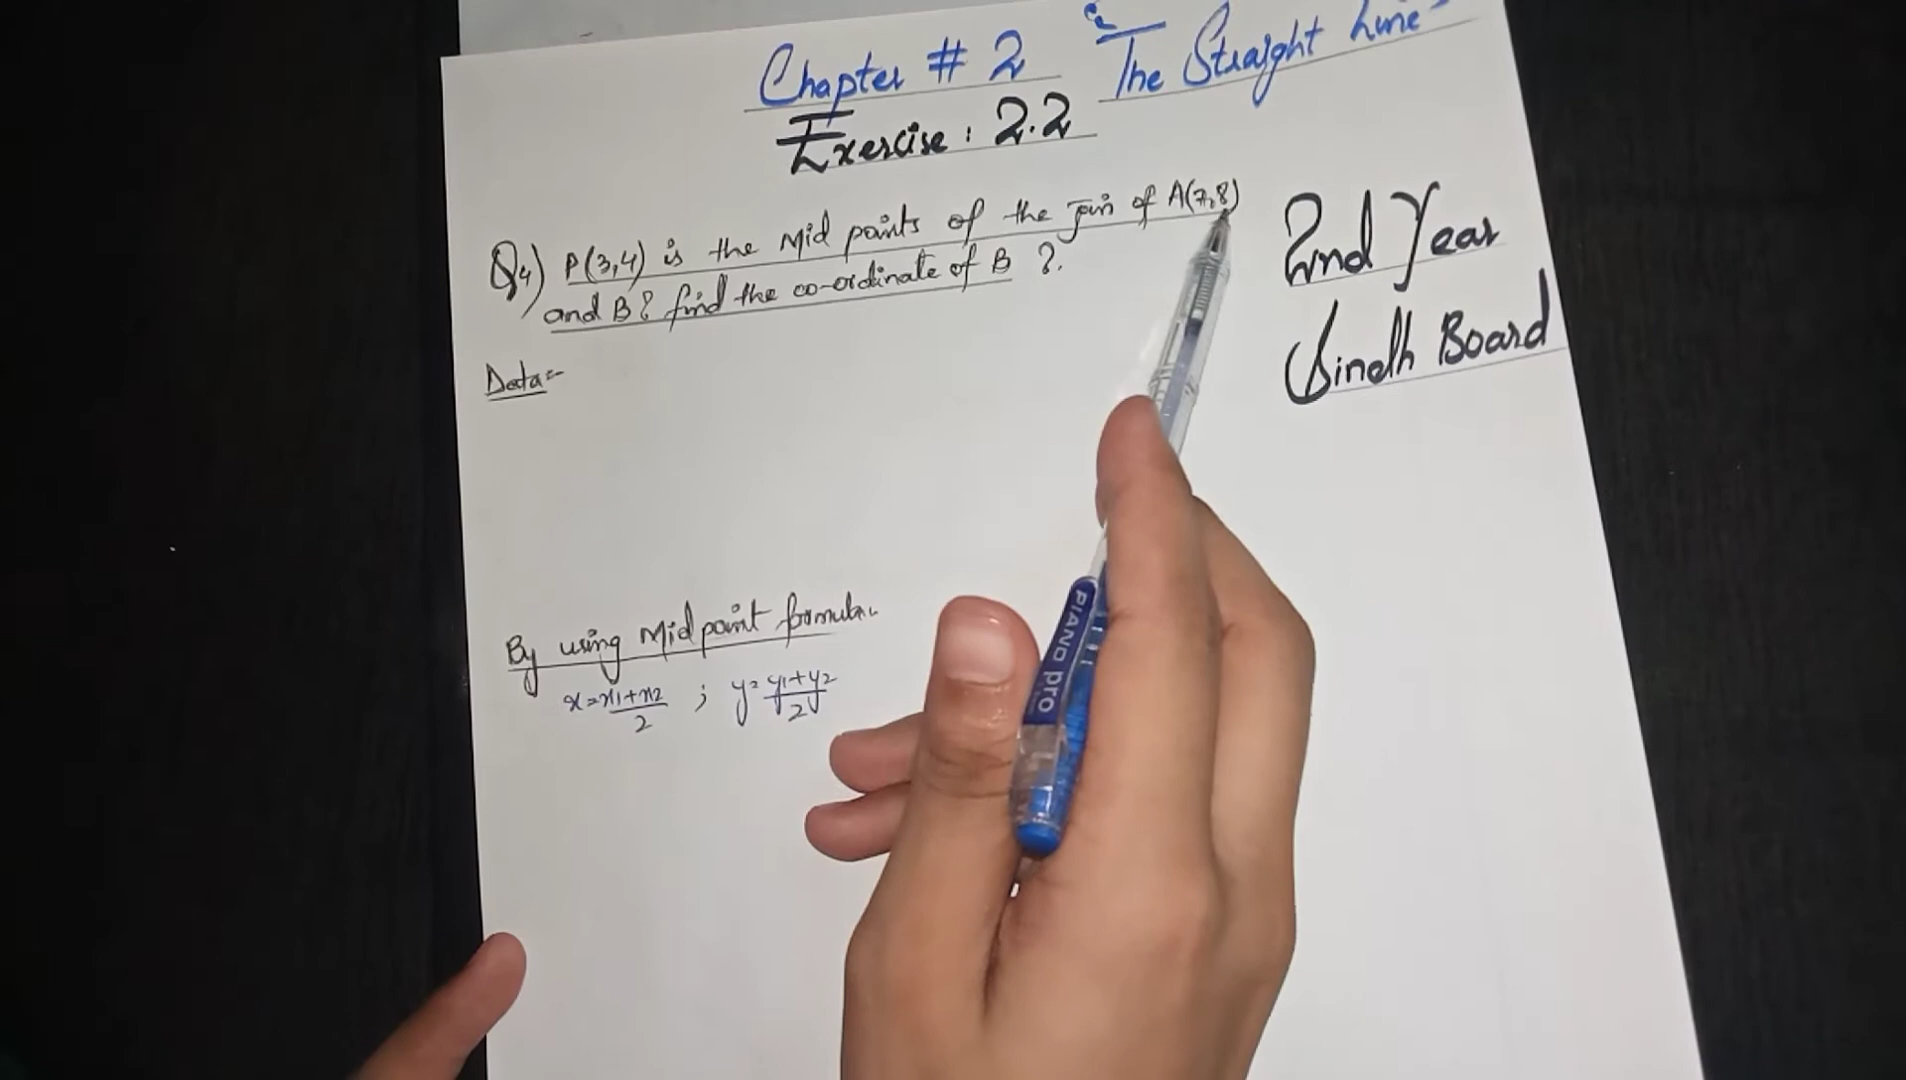 Chapter # 2 The Straight Line
Exercise: 2.2
Q4) P(3,4) is the Mid points of the join of A(7,8)
and B? find the co-ordinate of B ?.
2nd Year
Sindh Board
Data:-
By using Midpoint formula:
x = x1+x2/2 ; y = y1+y2/2
PIANO pro